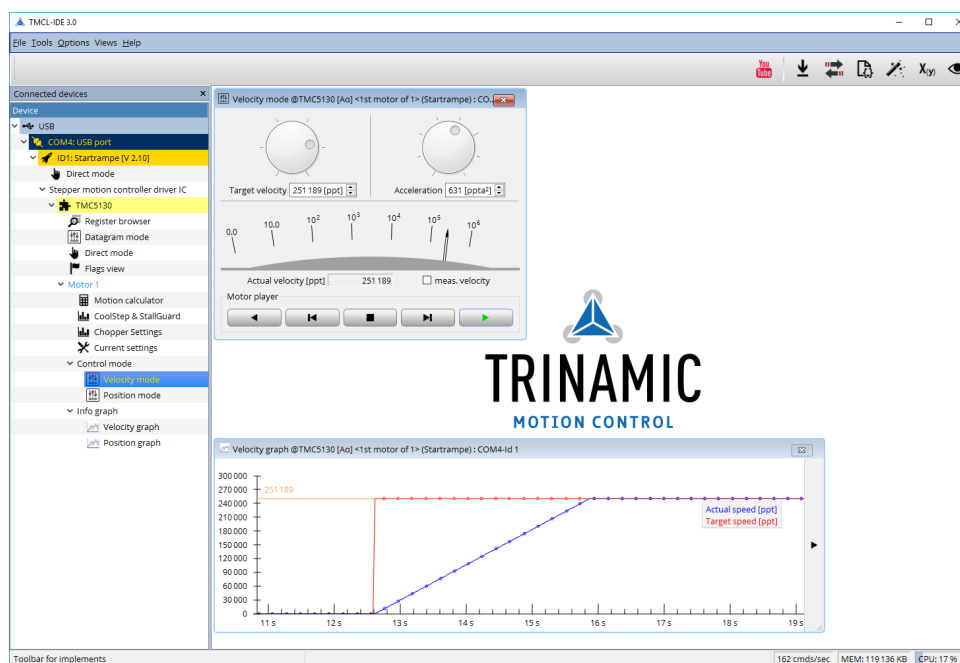 TMCL-IDE 3.0
File Tools Options Views Help
You Tube
X(y)
Connected devices
Device
USB
COM4: USB port
ID1: Startrampe [V 2.10]
Direct mode
Stepper motion controller driver IC
TMC5130
Register browser
Datagram mode
Direct mode
Flags view
Motor 1
Motion calculator
CoolStep & StallGuard
Chopper Settings
Current settings
Control mode
Velocity mode
Position mode
Info graph
Velocity graph
Position graph
Velocity mode @TMC5130 [Aq] <1st motor of 1> (Startrampe) : CO...
Target velocity 251 189 [ppt]
Acceleration 631 [ppta²]
0.0 10.0 10² 10³ 10⁴ 10⁵ 10⁶
Actual velocity [ppt] 251 189 meas. velocity
Motor player
TRINAMIC
MOTION CONTROL
Velocity graph @TMC5130 [Aq] <1st motor of 1> (Startrampe) : COM4-Id 1
300 000
270 000
240 000
210 000
180 000
150 000
120 000
90 000
60 000
30 000
0
251 189
Actual speed [ppt]
Target speed [ppt]
11 s 12 s 13 s 14 s 15 s 16 s 17 s 18 s 19 s
Toolbar for implements
162 cmds/sec MEM: 119 136 KB CPU: 17 %